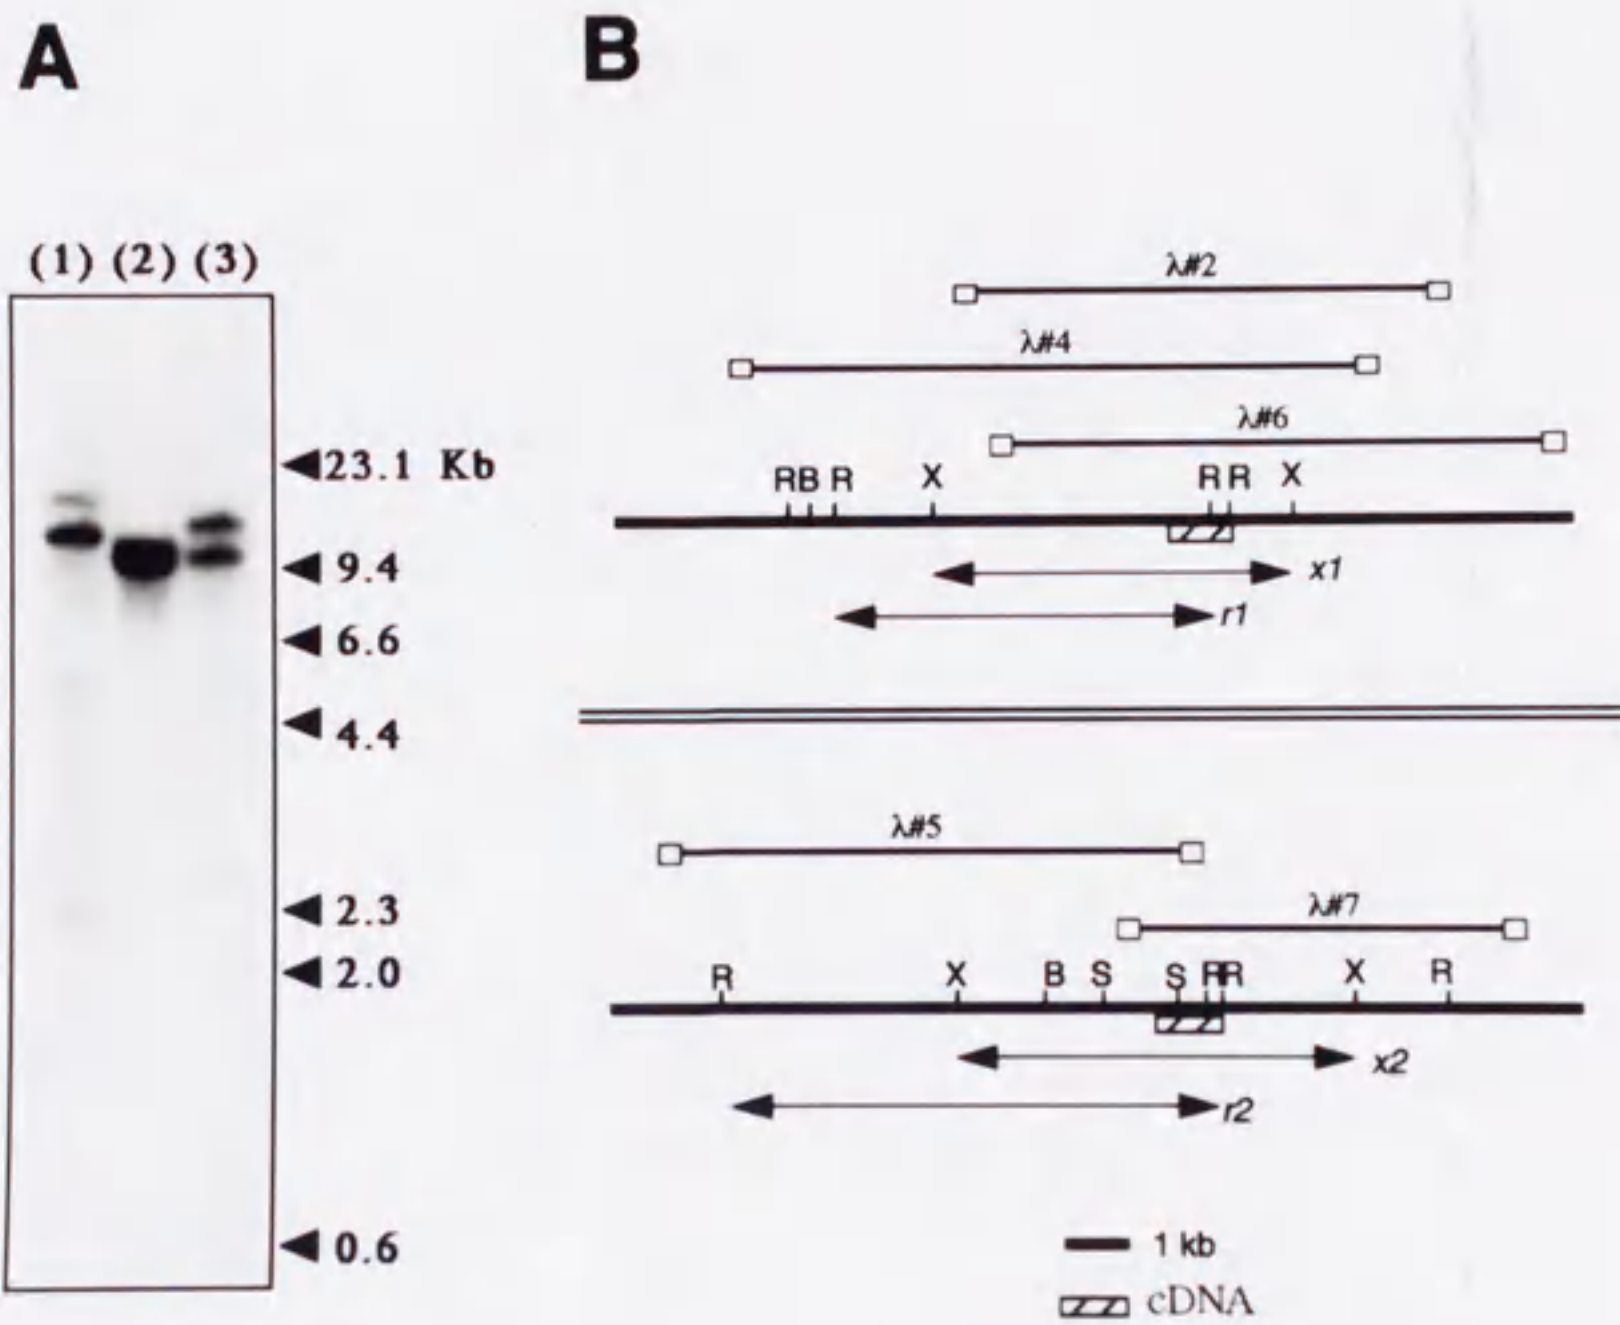 A
B
(1) (2) (3)
23.1 Kb
9.4
6.6
4.4
2.3
2.0
0.6
λ#2
λ#4
λ#6
R B R X R R X
x1
r1
λ#5
λ#7
R X B S S R R X R
x2
r2
1 kb
cDNA